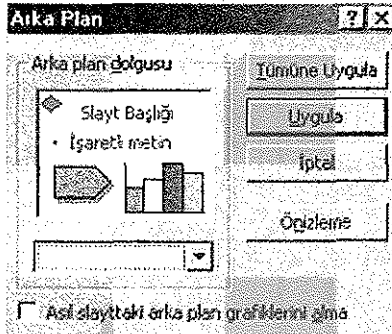 Arka Plan
Arka plan dolgusu
Slayt Başlığı
• İşaretli metin
Tümüne Uygula
Uygula
İptal
Önizleme
Asıl slayttaki arka plan grafiklerini alma